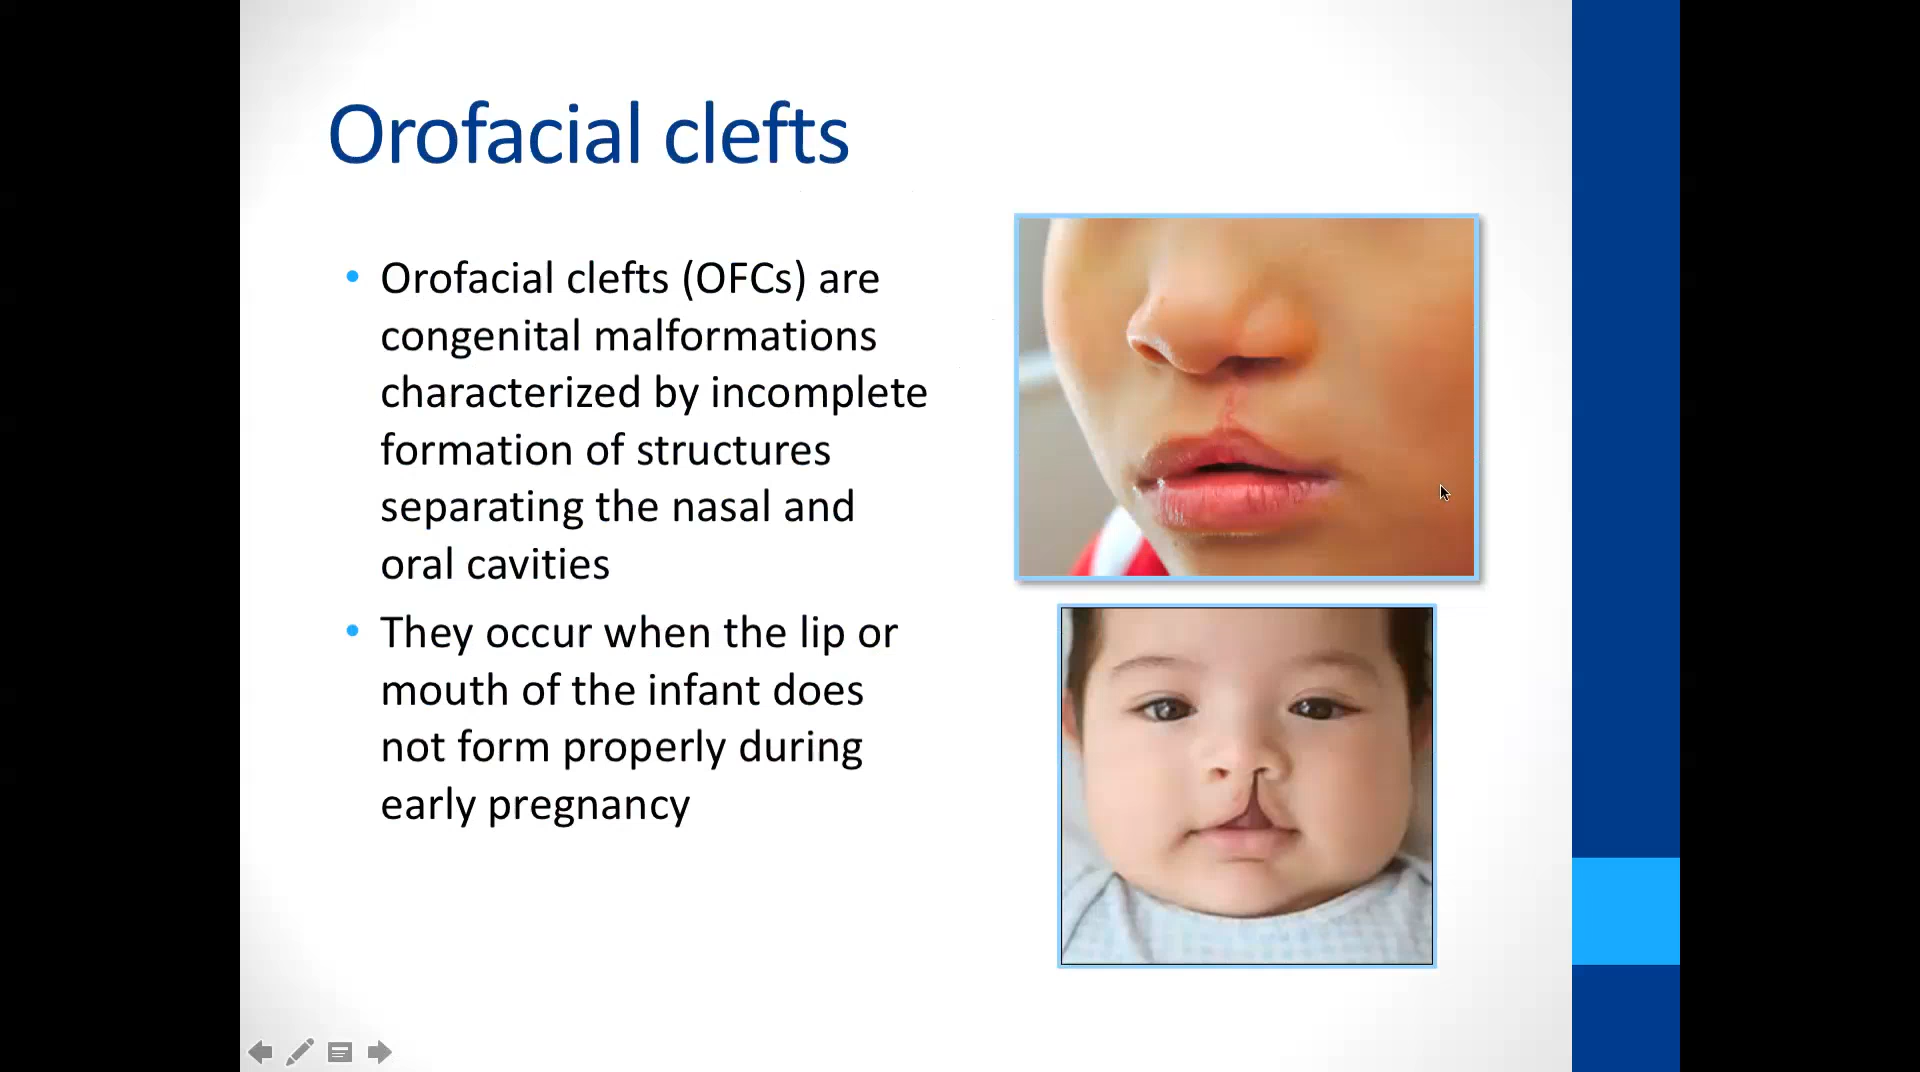 Orofacial clefts
• Orofacial clefts (OFCs) are
congenital malformations
characterized by incomplete
formation of structures
separating the nasal and
oral cavities
• They occur when the lip or
mouth of the infant does
not form properly during
early pregnancy